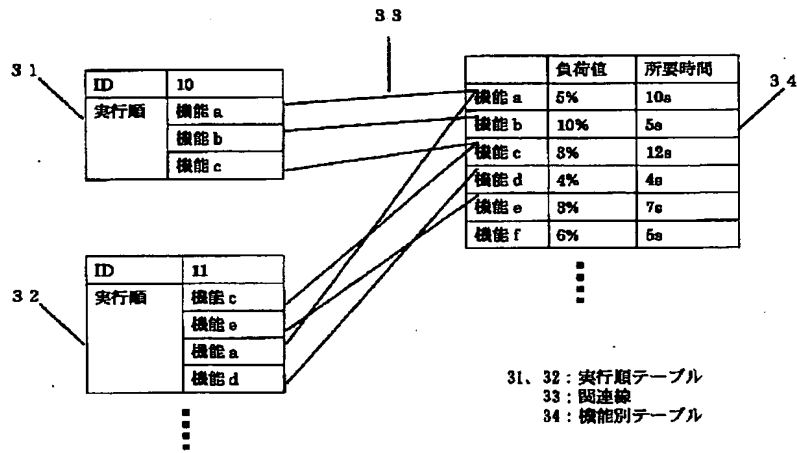 33
31
ID 10
実行順 機能 a
機能 b
機能 c
負荷値 所要時間
34
機能 a 5% 10s
機能 b 10% 5s
機能 c 3% 12s
機能 d 4% 4s
機能 e 3% 7s
機能 f 6% 5s
32
ID 11
実行順 機能 c
機能 e
機能 a
機能 d
31、32：実行順テーブル
33：関連線
34：機能別テーブル